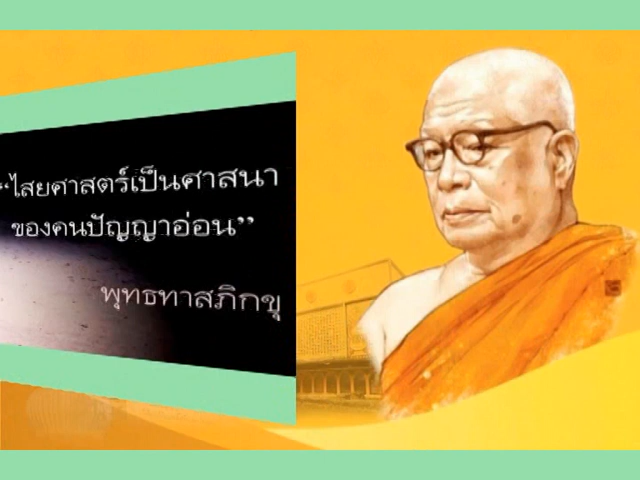 “ไสยศาสตร์เป็นศาสนา
ของคนปัญญาอ่อน”
พุทธทาสภิกขุ